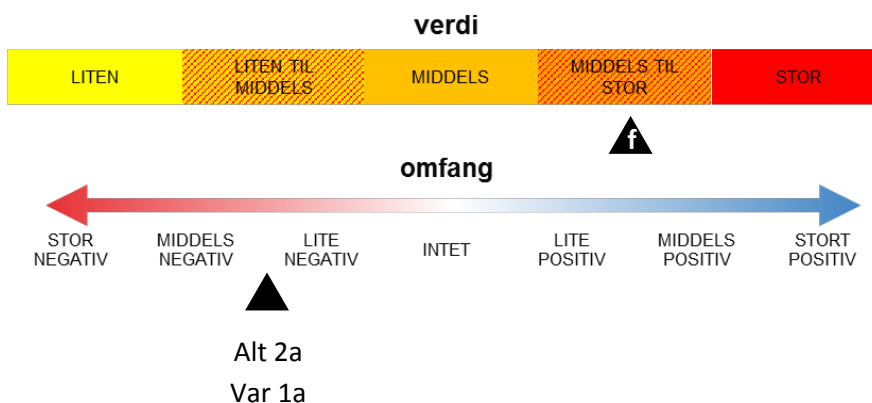 verdi
LITEN
LITEN TIL
MIDDELS
MIDDELS
MIDDELS TIL
STOR
STOR
f
omfang
STOR
NEGATIV
MIDDELS
NEGATIV
LITE
NEGATIV
INTET
LITE
POSITIV
MIDDELS
POSITIV
STORT
POSITIV
Alt 2a
Var 1a